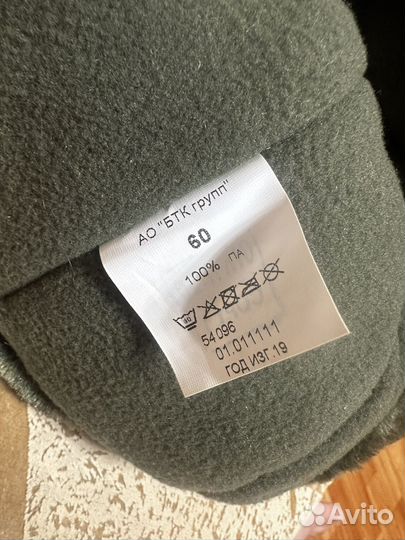 АО "БТК групп"
60
100% ПА
54096
01.011111
ГОД ИЗГ.19
Avito